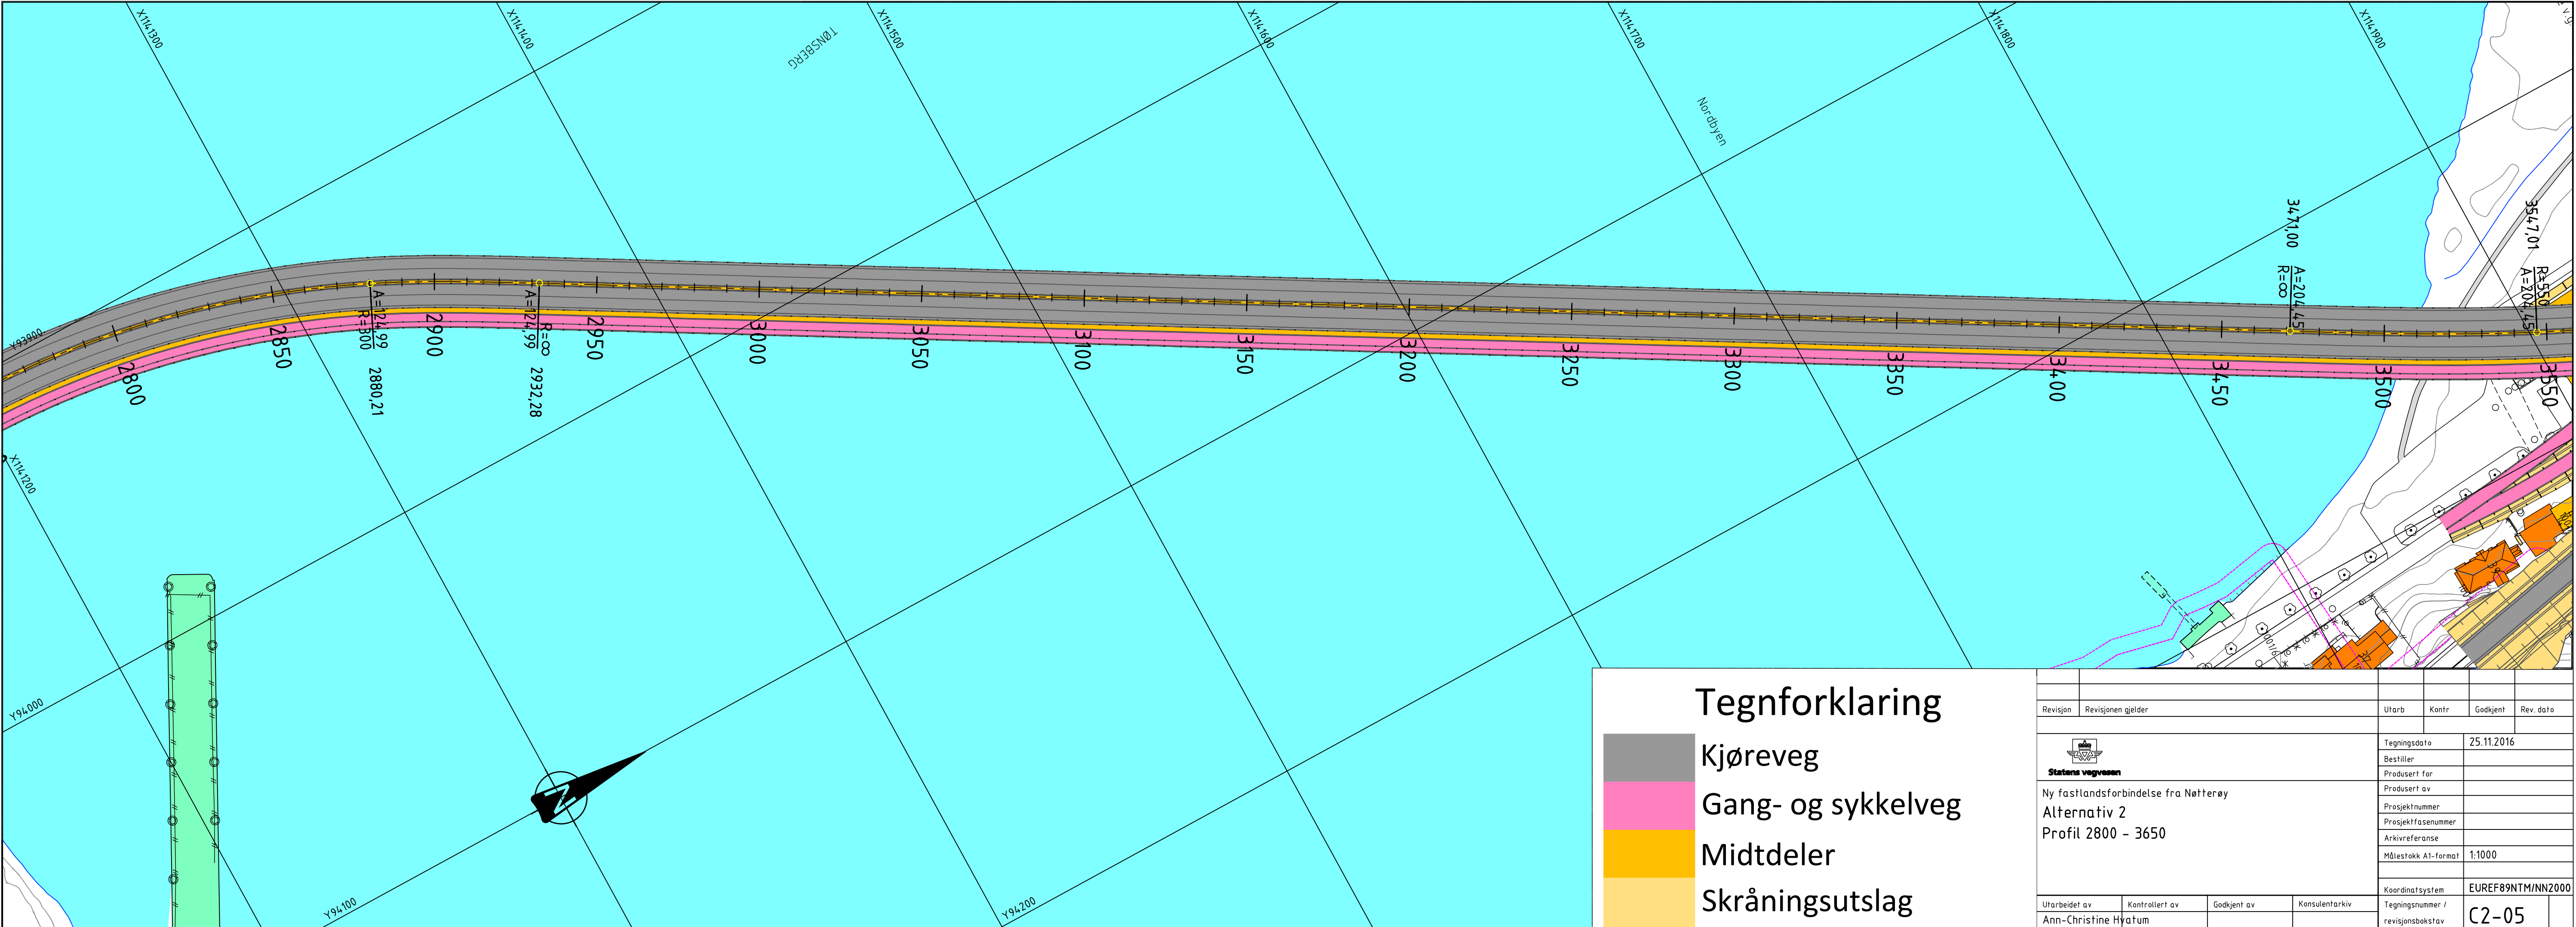 X1141300
X1141400
X1141500
X1141600
X1141700
X1141800
X1141900
TØNSBERG
Nordbyen
Y93900
X1141200
Y94000
Y94100
Y94200
2800
2850
A=124,99
R=300
2880,21
2900
R=∞
A=124,99
2932,28
2950
3000
3050
3100
3150
3200
3250
3300
3350
3400
3450
3471,00
A=204,45
R=∞
3500
3547,01
R=550
A=204,45
3550
N
Tegnforklaring
Kjøreveg
Gang- og sykkelveg
Midtdeler
Skråningsutslag
Revisjon
Revisjonen gjelder
Utarb
Kontr
Godkjent
Rev. dato
Statens vegvesen
Tegningsdato
25.11.2016
Bestiller
Produsert for
Produsert av
Prosjektnummer
Prosjektfasenummer
Arkivreferanse
Målestokk A1-format
1:1000
Koordinatsystem
EUREF89NTM/NN2000
Ny fastlandsforbindelse fra Nøtterøy
Alternativ 2
Profil 2800 - 3650
Utarbeidet av
Kontrollert av
Godkjent av
Konsulentarkiv
Ann-Christine Hvatum
Tegningsnummer /
revisjonsbokstav
C2-05